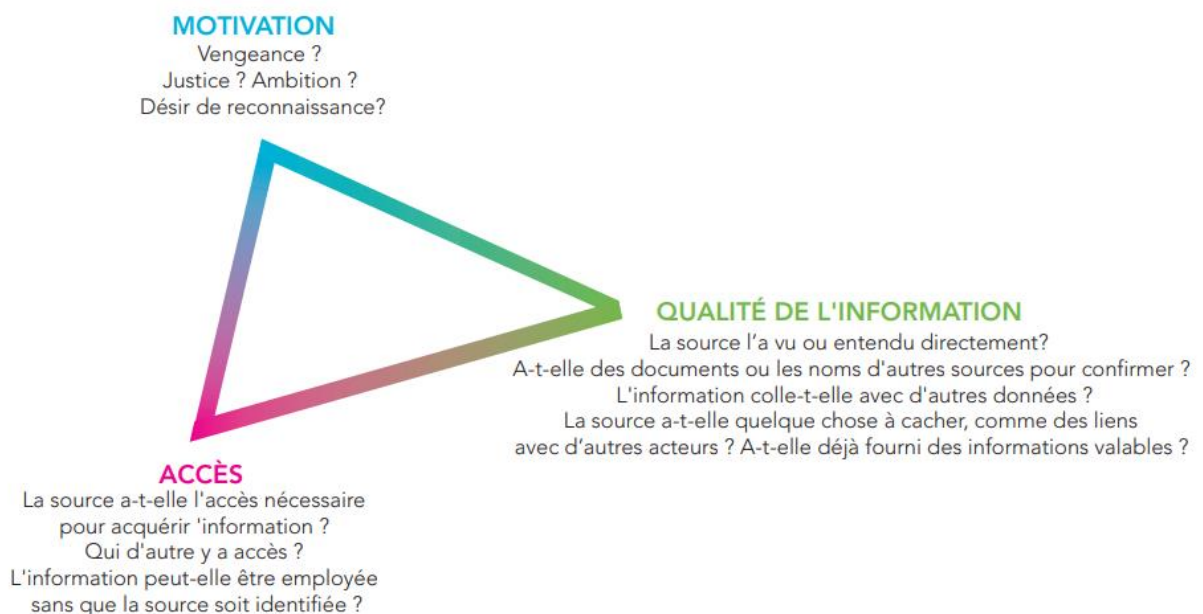 MOTIVATION
Vengeance ?
Justice ? Ambition ?
Désir de reconnaissance?
QUALITÉ DE L'INFORMATION
La source l’a vu ou entendu directement?
A-t-elle des documents ou les noms d'autres sources pour confirmer ?
L'information colle-t-elle avec d'autres données ?
La source a-t-elle quelque chose à cacher, comme des liens
avec d’autres acteurs ? A-t-elle déjà fourni des informations valables ?
ACCÈS
La source a-t-elle l'accès nécessaire
pour acquérir 'information ?
Qui d'autre y a accès ?
L'information peut-elle être employée
sans que la source soit identifiée ?